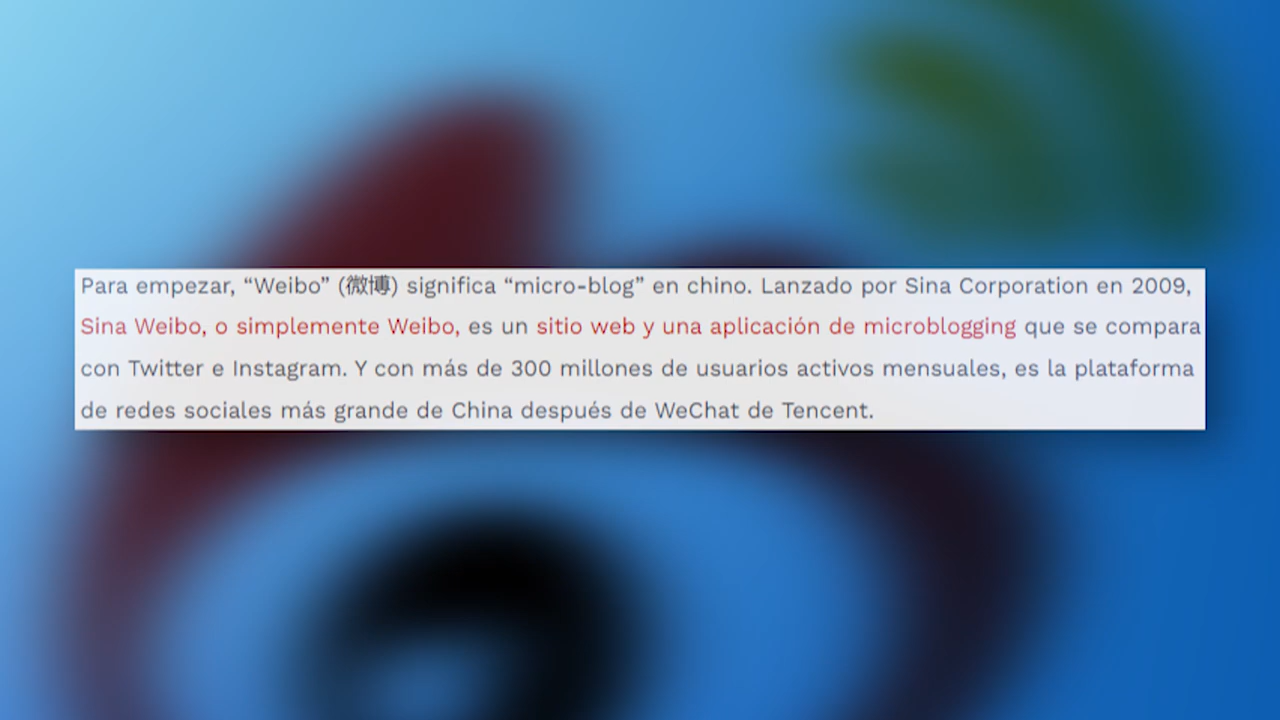 Para empezar, “Weibo” (微博) significa “micro-blog” en chino. Lanzado por Sina Corporation en 2009,
Sina Weibo, o simplemente Weibo, es un sitio web y una aplicación de microblogging que se compara
con Twitter e Instagram. Y con más de 300 millones de usuarios activos mensuales, es la plataforma
de redes sociales más grande de China después de WeChat de Tencent.